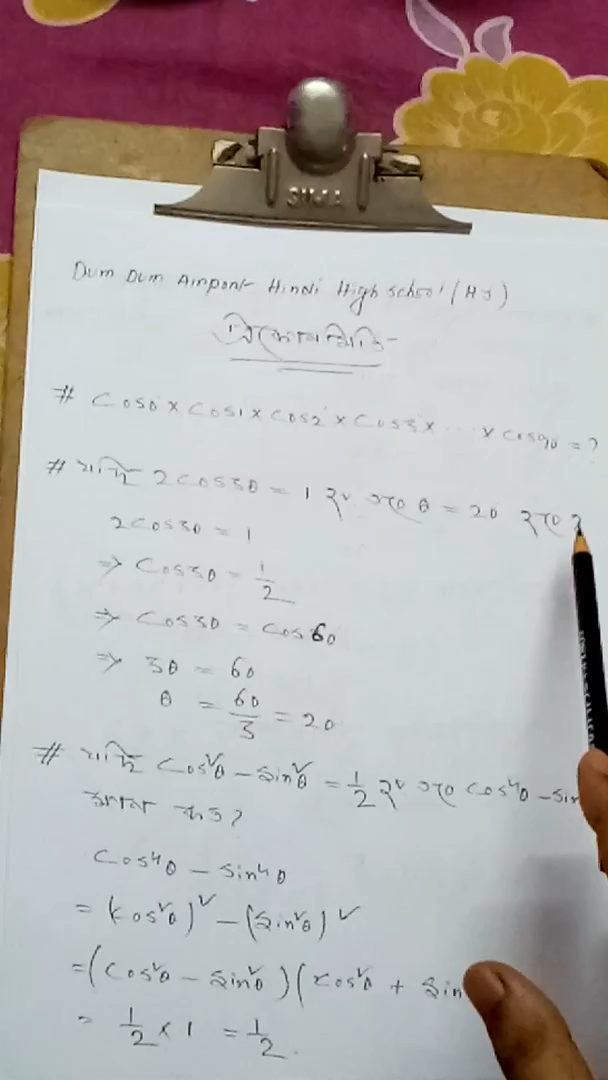 SUNJA
Dum Dum Airport Hindi High school (HS)
ত্রিকোণমিতি
# Cos0 × Cos1 × Cos2 × Cos3 × ... × Cos90 = ?
# যদি 2cos3θ = 1 হয় তবে θ = 20 হবে ?
2cos3θ = 1
⇒ Cos3θ = 1/2
⇒ Cos3θ = Cos60
⇒ 3θ = 60
θ = 60/3 = 20
# যদি Cos²θ - Sin²θ = 1/2 হয় তবে Cos⁴θ - Sin
মান কত?
Cos⁴θ - Sin⁴θ
= (Cos²θ)² - (Sin²θ)²
= (Cos²θ - Sin²θ)(Cos²θ + Sin
= 1/2 × 1 = 1/2.